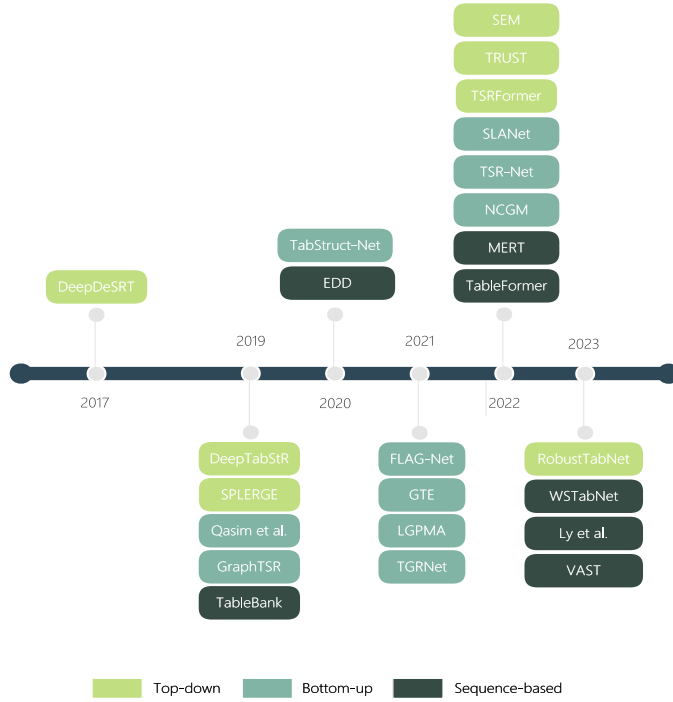 SEM
TRUST
TSRFormer
SLANet
TSR-Net
NCGM
MERT
TableFormer
TabStruct-Net
EDD
DeepDeSRT
2019
2021
2023
2017
2020
2022
DeepTabStR
SPLERGE
Qasim et al.
GraphTSR
TableBank
FLAG-Net
GTE
LGPMA
TGRNet
RobustTabNet
WSTabNet
Ly et al.
VAST
Top-down
Bottom-up
Sequence-based